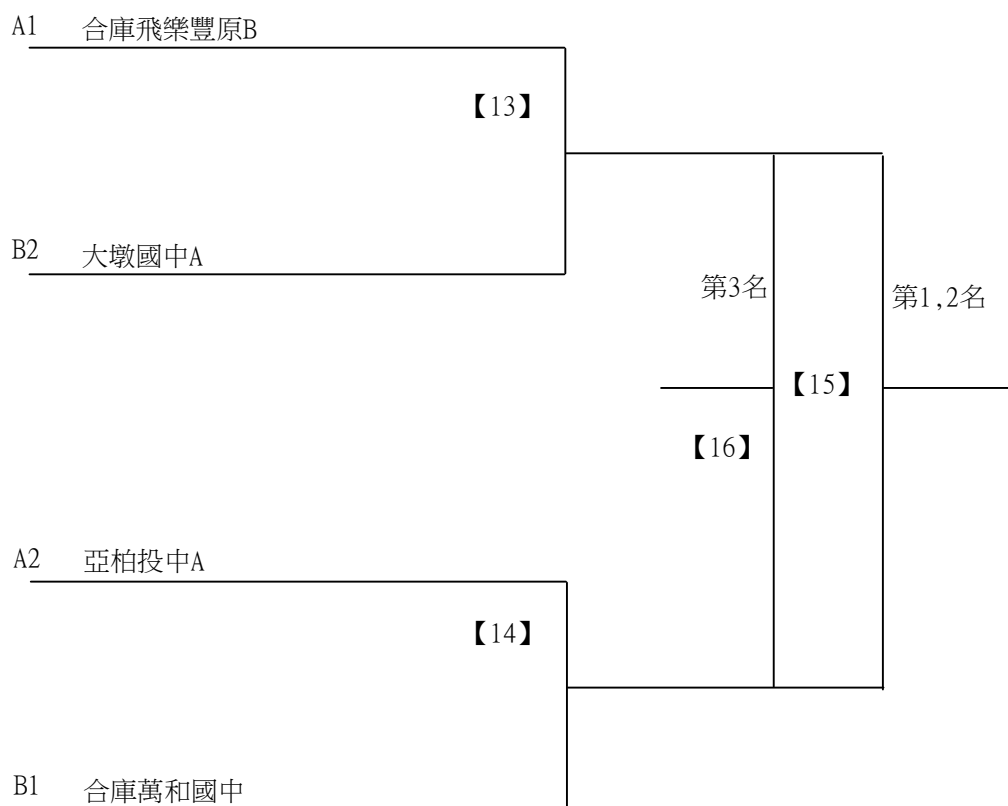 A1 合庫飛樂豐原B
【13】
B2 大墩國中A
第3名
第1,2名
【15】
【16】
A2 亞柏投中A
【14】
B1 合庫萬和國中